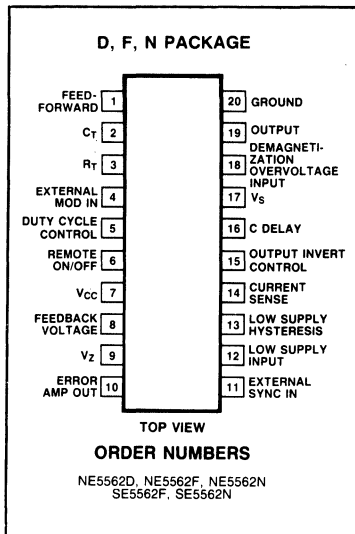 D, F, N PACKAGE
FEED-
FORWARD 1
CT 2
RT 3
EXTERNAL
MOD IN 4
DUTY CYCLE
CONTROL 5
REMOTE
ON/OFF 6
VCC 7
FEEDBACK
VOLTAGE 8
VZ 9
ERROR
AMP OUT 10
20 GROUND
19 OUTPUT
18 DEMAGNETI-
ZATION
OVERVOLTAGE
INPUT
17 VS
16 C DELAY
15 OUTPUT INVERT
CONTROL
14 CURRENT
SENSE
13 LOW SUPPLY
HYSTERESIS
12 LOW SUPPLY
INPUT
11 EXTERNAL
SYNC IN
TOP VIEW
ORDER NUMBERS
NE5562D, NE5562F, NE5562N
SE5562F, SE5562N